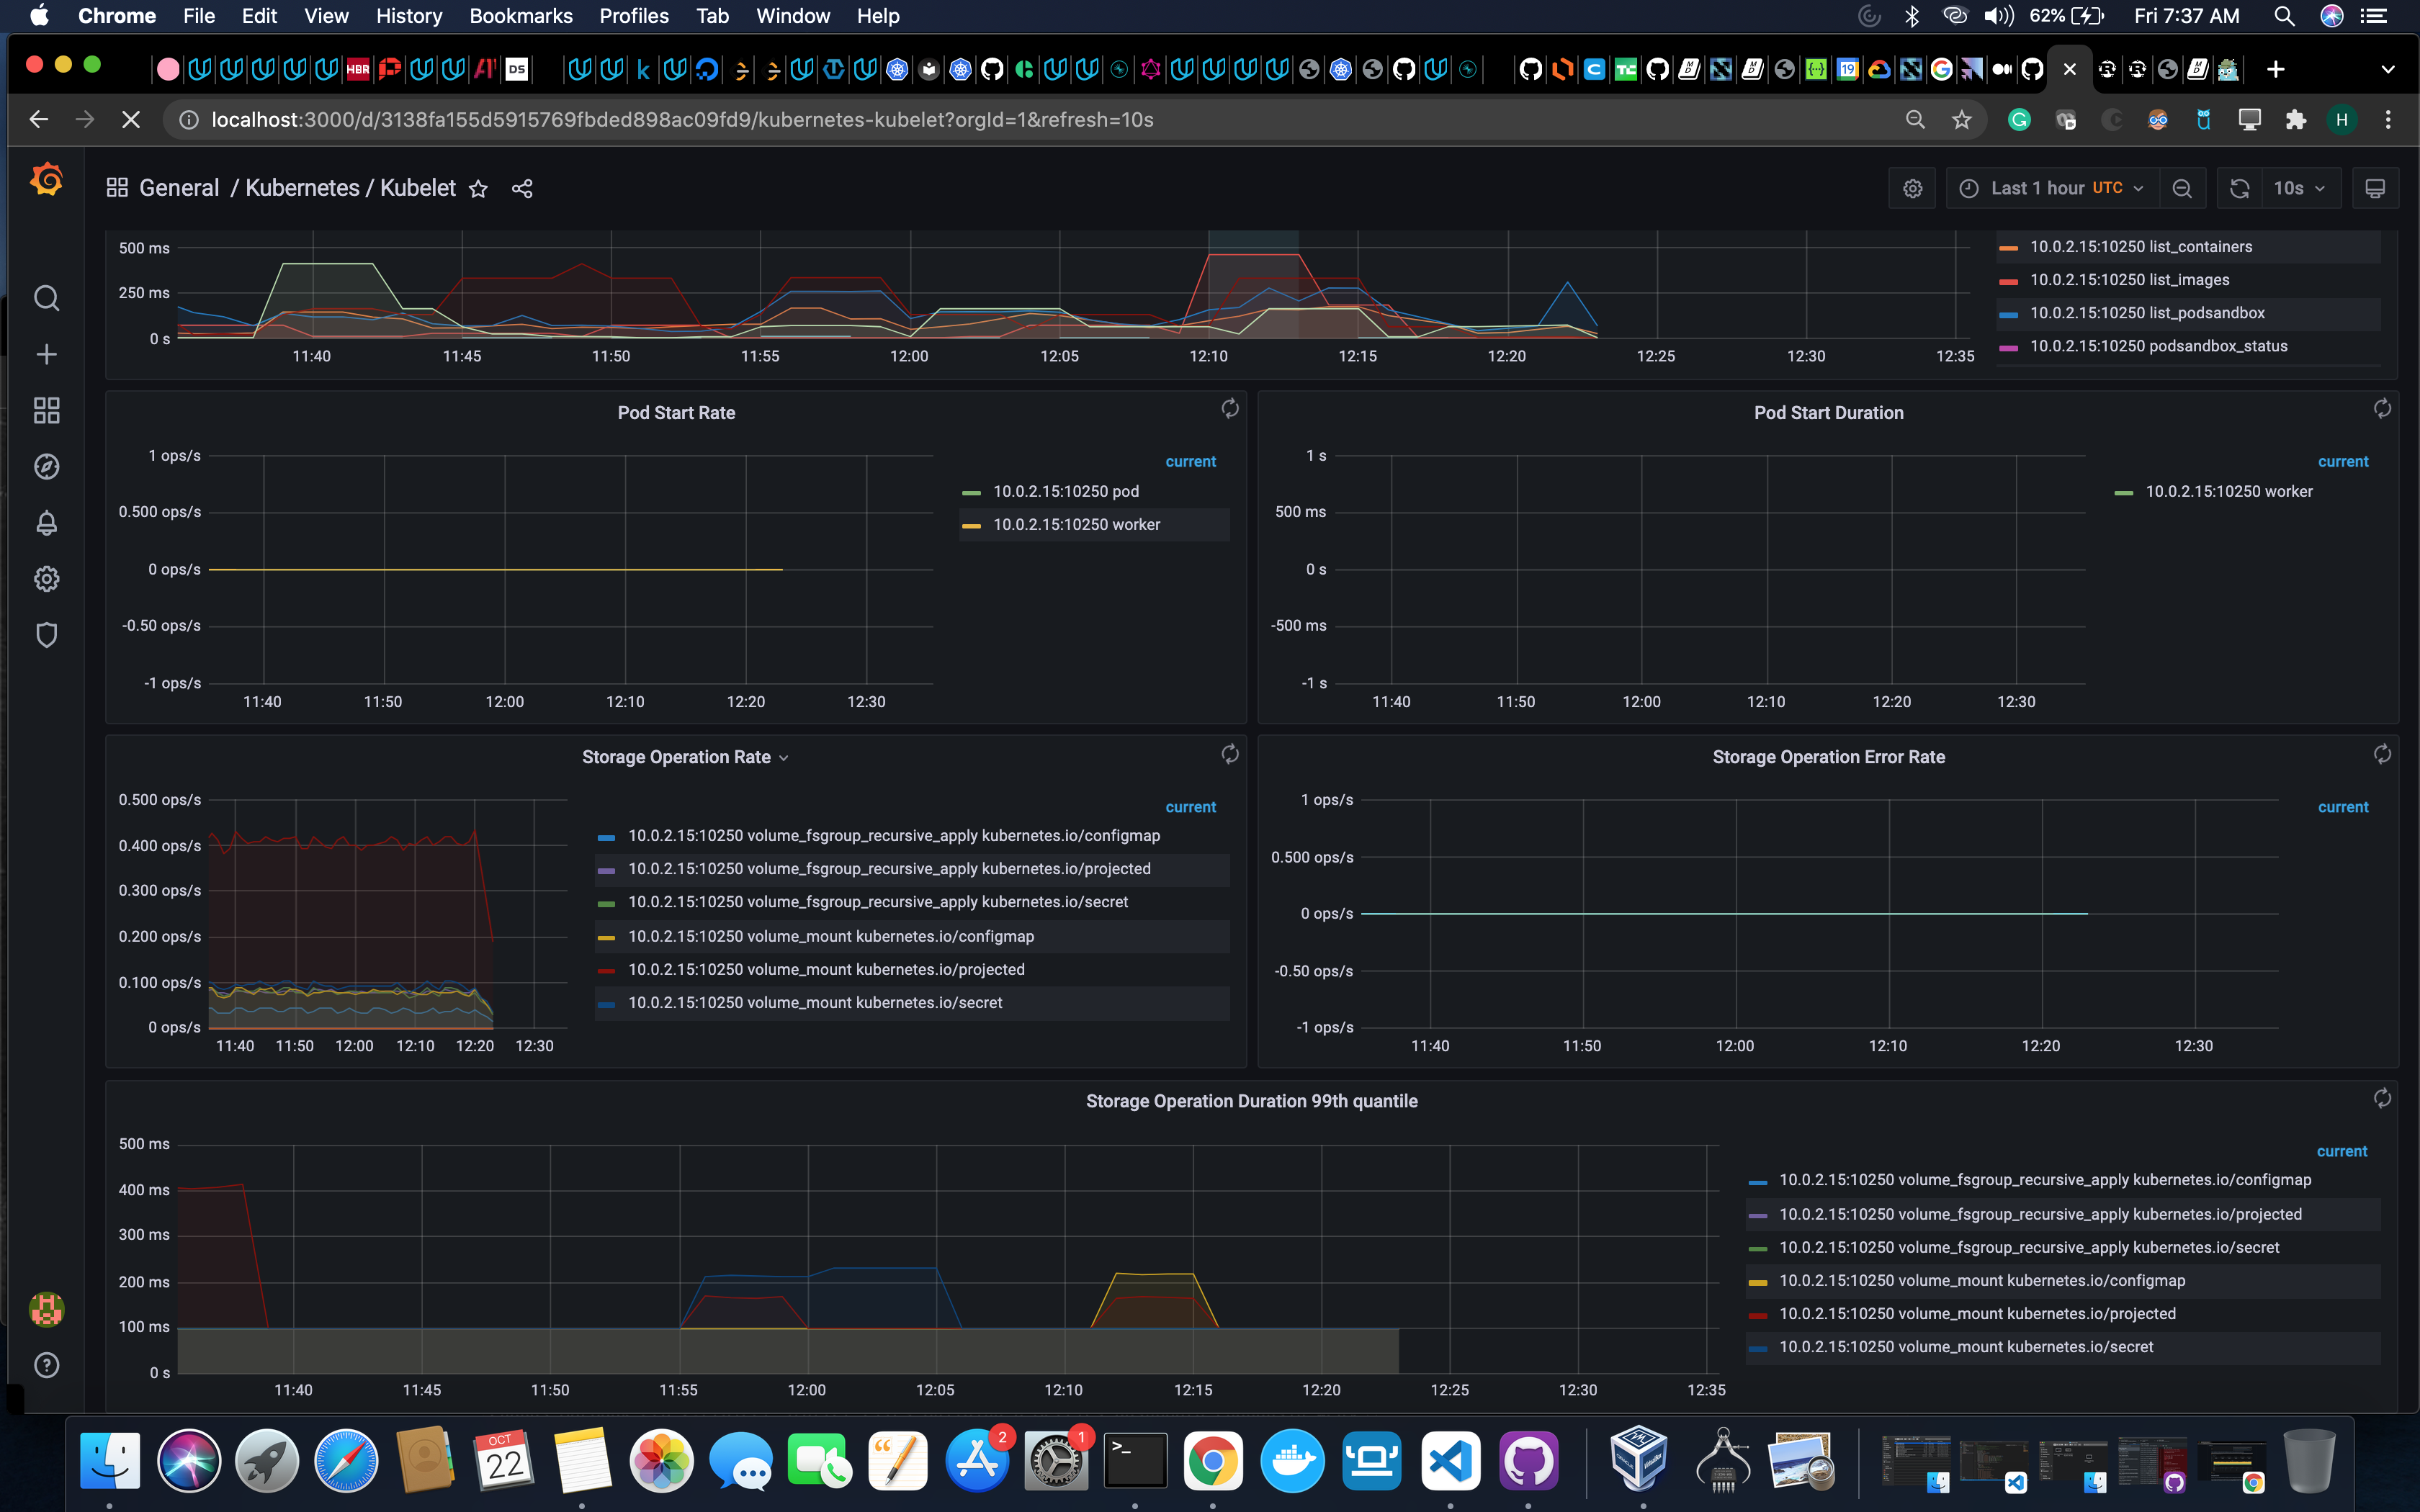 Chrome File Edit View History Bookmarks Profiles Tab Window Help 62% Fri 7:37 AM
HBR DS 19
localhost:3000/d/3138fa155d5915769fbded898ac09fd9/kubernetes-kubelet?orgId=1&refresh=10s H
General / Kubernetes / Kubelet Last 1 hour UTC 10s
500 ms
250 ms
0 s
11:40 11:45 11:50 11:55 12:00 12:05 12:10 12:15 12:20 12:25 12:30 12:35
10.0.2.15:10250 list_containers
10.0.2.15:10250 list_images
10.0.2.15:10250 list_podsandbox
10.0.2.15:10250 podsandbox_status
Pod Start Rate
1 ops/s
0.500 ops/s
0 ops/s
-0.50 ops/s
-1 ops/s
11:40 11:50 12:00 12:10 12:20 12:30
current
10.0.2.15:10250 pod
10.0.2.15:10250 worker
Pod Start Duration
1 s
500 ms
0 s
-500 ms
-1 s
11:40 11:50 12:00 12:10 12:20 12:30
current
10.0.2.15:10250 worker
Storage Operation Rate
0.500 ops/s
0.400 ops/s
0.300 ops/s
0.200 ops/s
0.100 ops/s
0 ops/s
11:40 11:50 12:00 12:10 12:20 12:30
current
10.0.2.15:10250 volume_fsgroup_recursive_apply kubernetes.io/configmap
10.0.2.15:10250 volume_fsgroup_recursive_apply kubernetes.io/projected
10.0.2.15:10250 volume_fsgroup_recursive_apply kubernetes.io/secret
10.0.2.15:10250 volume_mount kubernetes.io/configmap
10.0.2.15:10250 volume_mount kubernetes.io/projected
10.0.2.15:10250 volume_mount kubernetes.io/secret
Storage Operation Error Rate
1 ops/s
0.500 ops/s
0 ops/s
-0.50 ops/s
-1 ops/s
11:40 11:50 12:00 12:10 12:20 12:30
current
Storage Operation Duration 99th quantile
500 ms
400 ms
300 ms
200 ms
100 ms
0 s
11:40 11:45 11:50 11:55 12:00 12:05 12:10 12:15 12:20 12:25 12:30 12:35
current
10.0.2.15:10250 volume_fsgroup_recursive_apply kubernetes.io/configmap
10.0.2.15:10250 volume_fsgroup_recursive_apply kubernetes.io/projected
10.0.2.15:10250 volume_fsgroup_recursive_apply kubernetes.io/secret
10.0.2.15:10250 volume_mount kubernetes.io/configmap
10.0.2.15:10250 volume_mount kubernetes.io/projected
10.0.2.15:10250 volume_mount kubernetes.io/secret
OCT
22
2
1